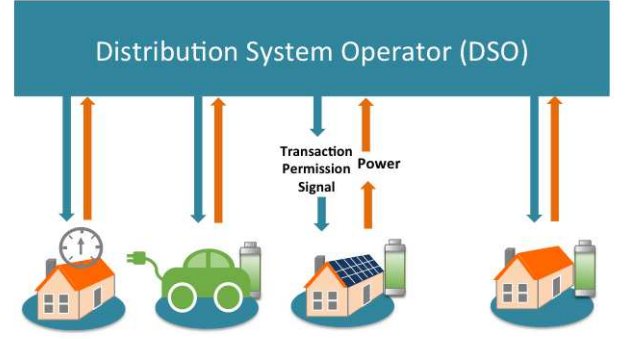 Distribution System Operator (DSO)
Transaction
Permission
Signal
Power